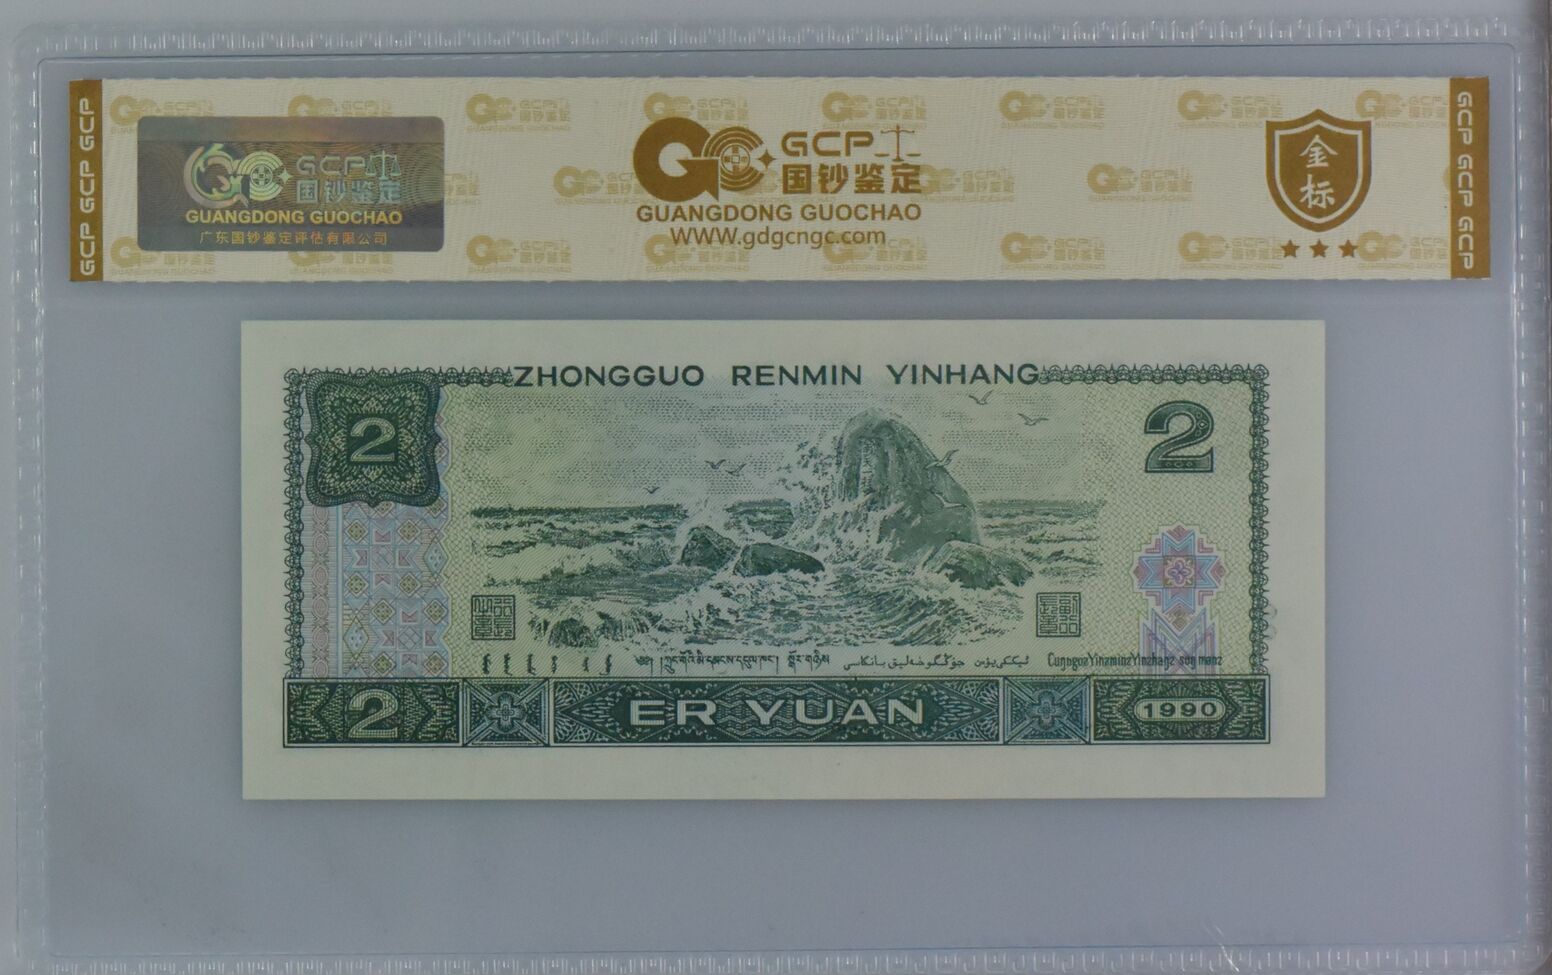 GCP GCP GCP
GCP 国钞鉴定
GUANGDONG GUOCHAO
广东国钞鉴定评估有限公司
GCP
国钞鉴定
GUANGDONG GUOCHAO
WWW.gdgcngc.com
金标
GCP GCP GCP
ZHONGGUO RENMIN YINHANG
2
2
2 ER YUAN 1990